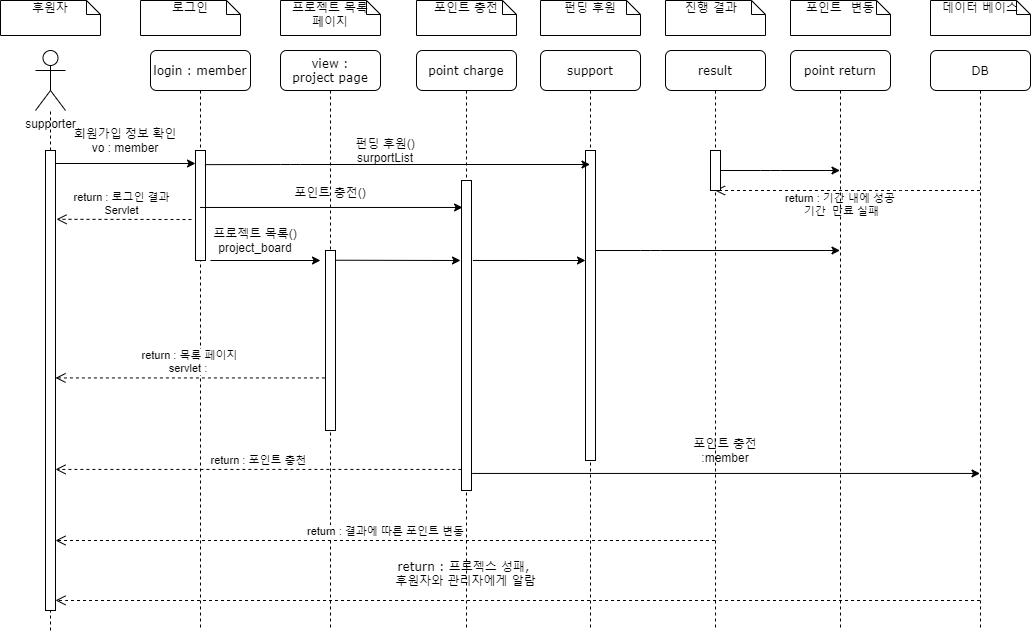 후원자
로그인
프로젝트 목록
페이지
포인트 충전
펀딩 후원
진행 결과
포인트 변동
데이터 베이스
login : member
view :
project page
point charge
support
result
point return
DB
supporter
회원가입 정보 확인
vo : member
펀딩 후원()
surportList
return : 로그인 결과
Servlet
포인트 충전()
return : 기간 내에 성공
기간 만료 실패
프로젝트 목록()
project_board
return : 목록 페이지
servlet :
포인트 충전
:member
return : 포인트 충천
return : 결과에 따른 포인트 변동
return : 프로젝스 성패,
후원자와 관리자에게 알람